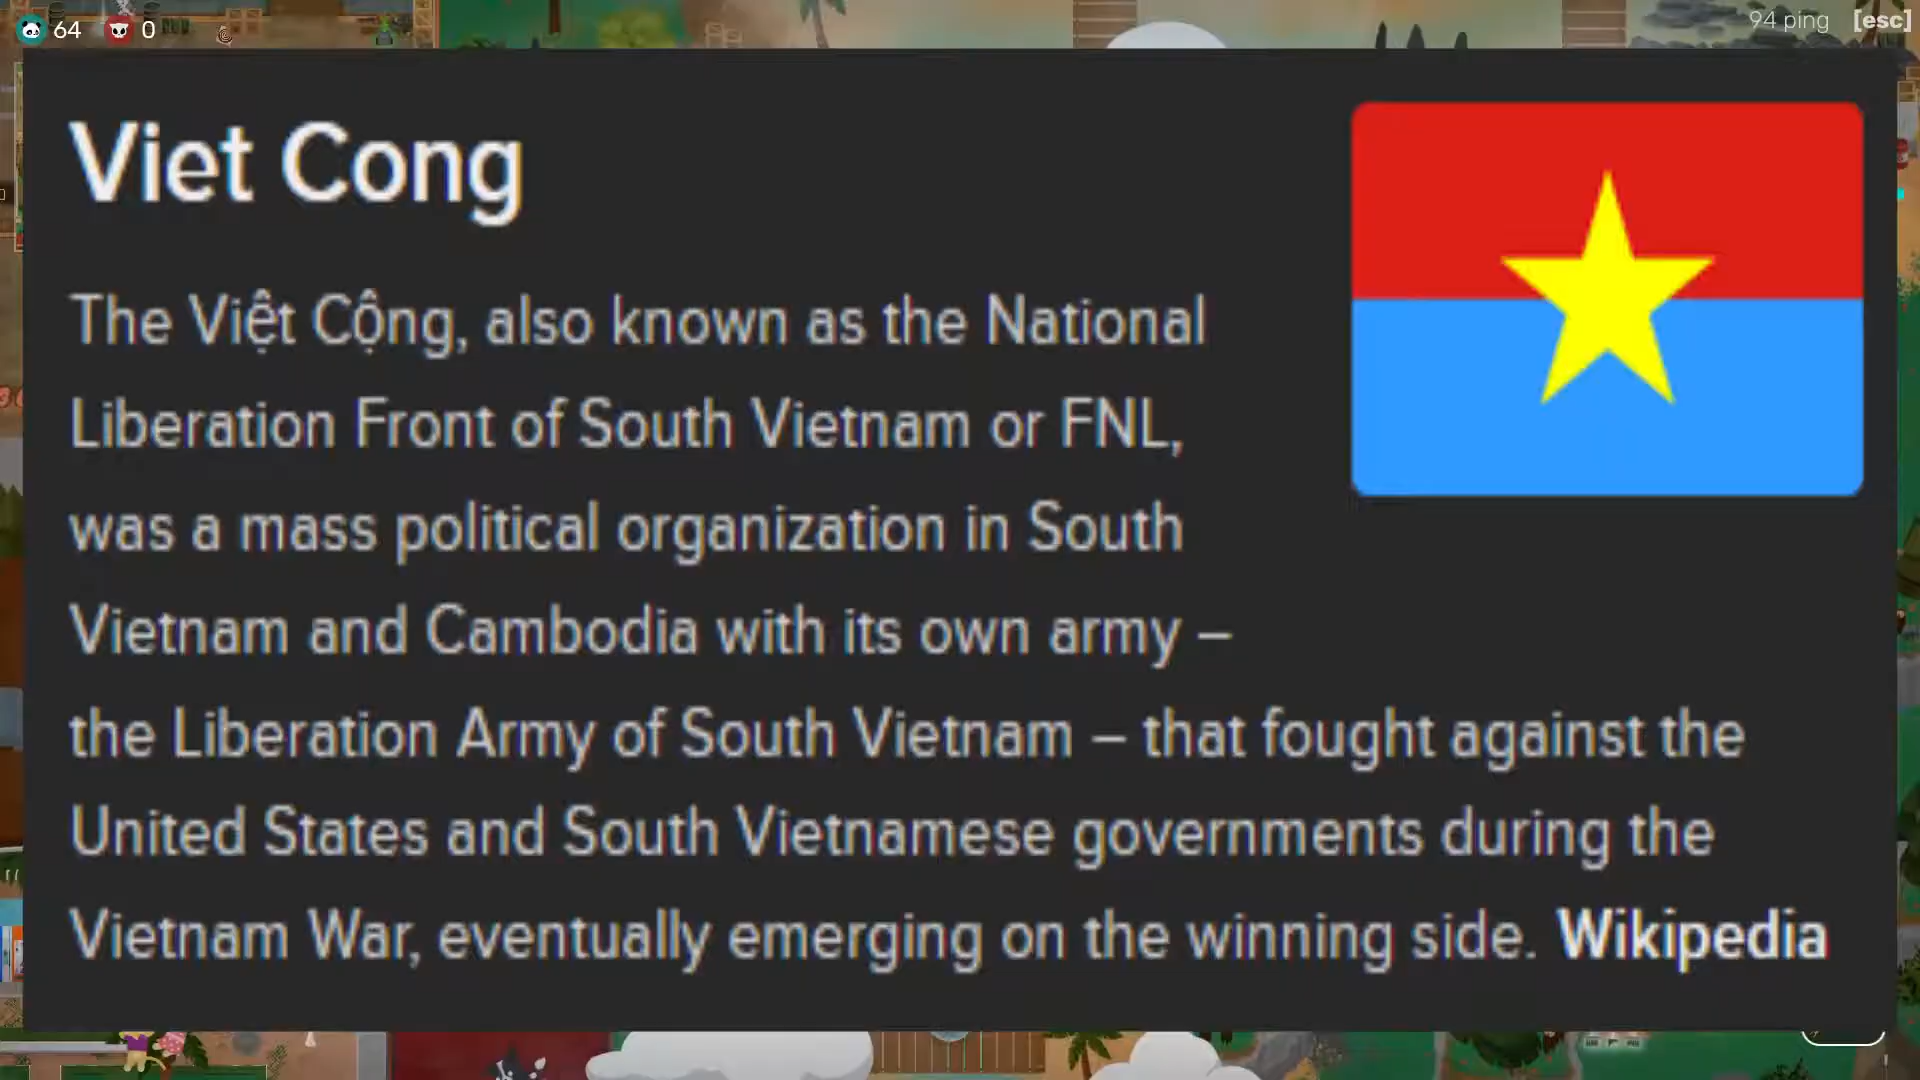 64 0 94 ping [esc]
Viet Cong
The Việt Cộng, also known as the National
Liberation Front of South Vietnam or FNL,
was a mass political organization in South
Vietnam and Cambodia with its own army –
the Liberation Army of South Vietnam – that fought against the
United States and South Vietnamese governments during the
Vietnam War, eventually emerging on the winning side. Wikipedia